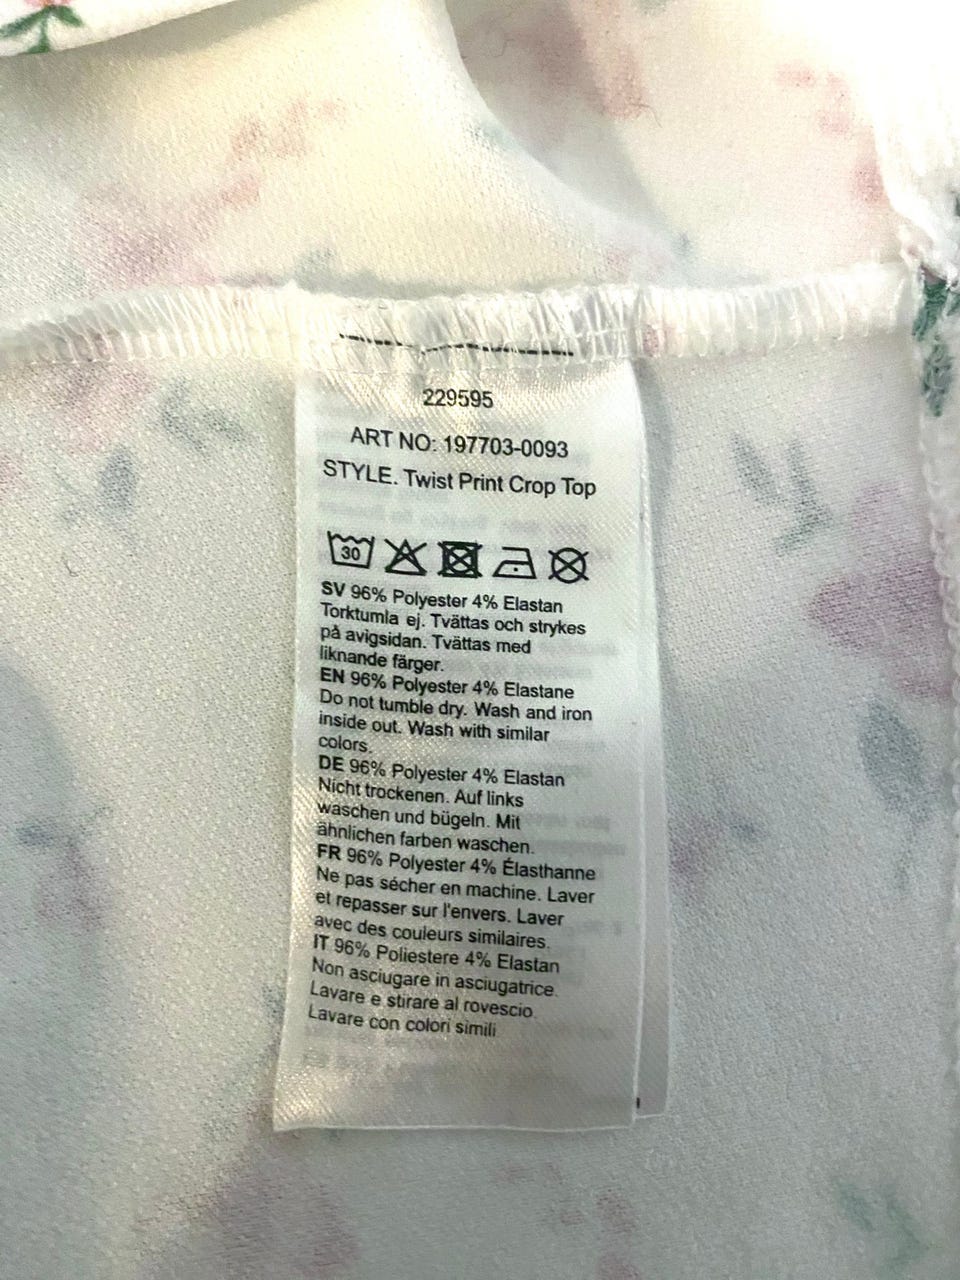 229595
ART NO: 197703-0093
STYLE. Twist Print Crop Top
30
SV 96% Polyester 4% Elastan
Torktumla ej. Tvättas och strykes
på avigsidan. Tvättas med
liknande färger.
EN 96% Polyester 4% Elastane
Do not tumble dry. Wash and iron
inside out. Wash with similar
colors.
DE 96% Polyester 4% Elastan
Nicht trockenen. Auf links
waschen und bügeln. Mit
ähnlichen farben waschen.
FR 96% Polyester 4% Élasthanne
Ne pas sécher en machine. Laver
et repasser sur l'envers. Laver
avec des couleurs similaires.
IT 96% Poliestere 4% Elastan
Non asciugare in asciugatrice.
Lavare e stirare al rovescio.
Lavare con colori simili